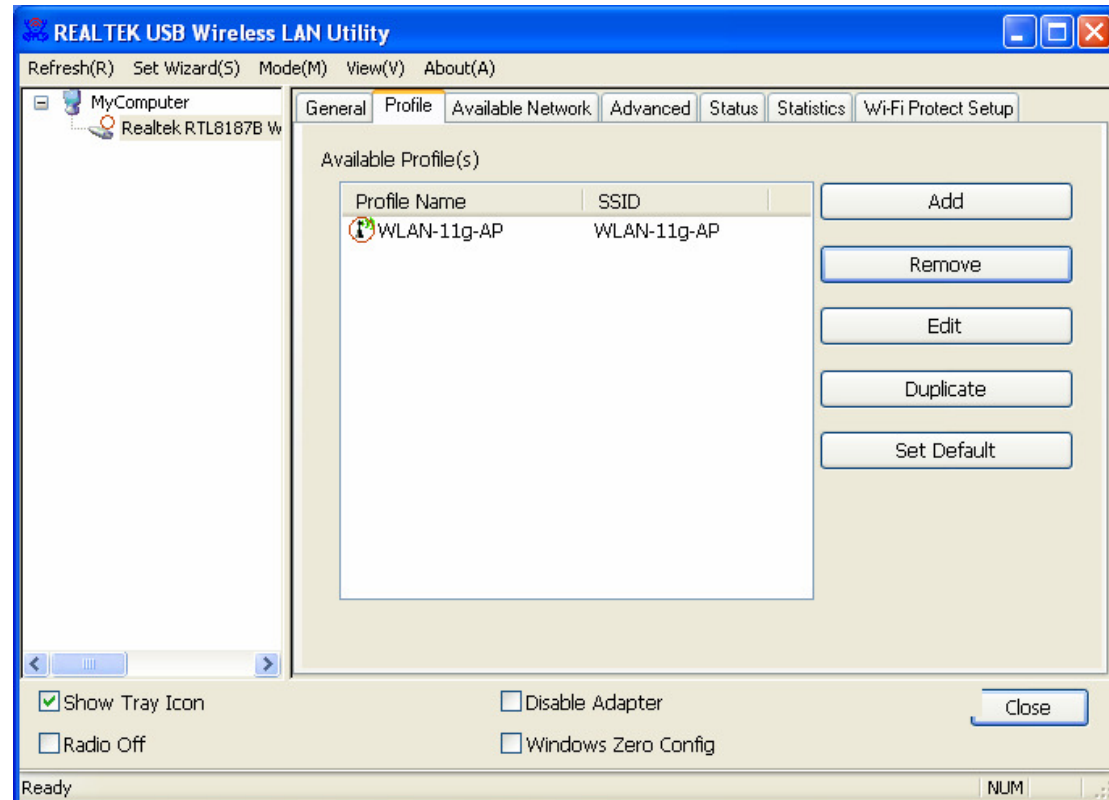 REALTEK USB Wireless LAN Utility
Refresh(R) Set Wizard(S) Mode(M) View(V) About(A)
MyComputer
Realtek RTL8187B W
General Profile Available Network Advanced Status Statistics Wi-Fi Protect Setup
Available Profile(s)
Profile Name SSID
WLAN-11g-AP WLAN-11g-AP
Add
Remove
Edit
Duplicate
Set Default
Show Tray Icon
Disable Adapter
Close
Radio Off
Windows Zero Config
Ready NUM